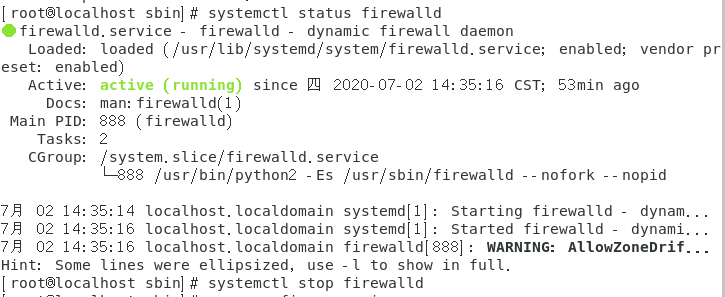 [root@localhost sbin]# systemctl status firewalld
firewalld.service - firewalld - dynamic firewall daemon
Loaded: loaded (/usr/lib/systemd/system/firewalld.service; enabled; vendor pr
eset: enabled)
Active: active (running) since 四 2020-07-02 14:35:16 CST; 53min ago
Docs: man:firewalld(1)
Main PID: 888 (firewalld)
Tasks: 2
CGroup: /system.slice/firewalld.service
└─888 /usr/bin/python2 -Es /usr/sbin/firewalld --nofork --nopid
7月 02 14:35:14 localhost.localdomain systemd[1]: Starting firewalld - dynam...
7月 02 14:35:16 localhost.localdomain systemd[1]: Started firewalld - dynami...
7月 02 14:35:16 localhost.localdomain firewalld[888]: WARNING: AllowZoneDrif...
Hint: Some lines were ellipsized, use -l to show in full.
[root@localhost sbin]# systemctl stop firewalld